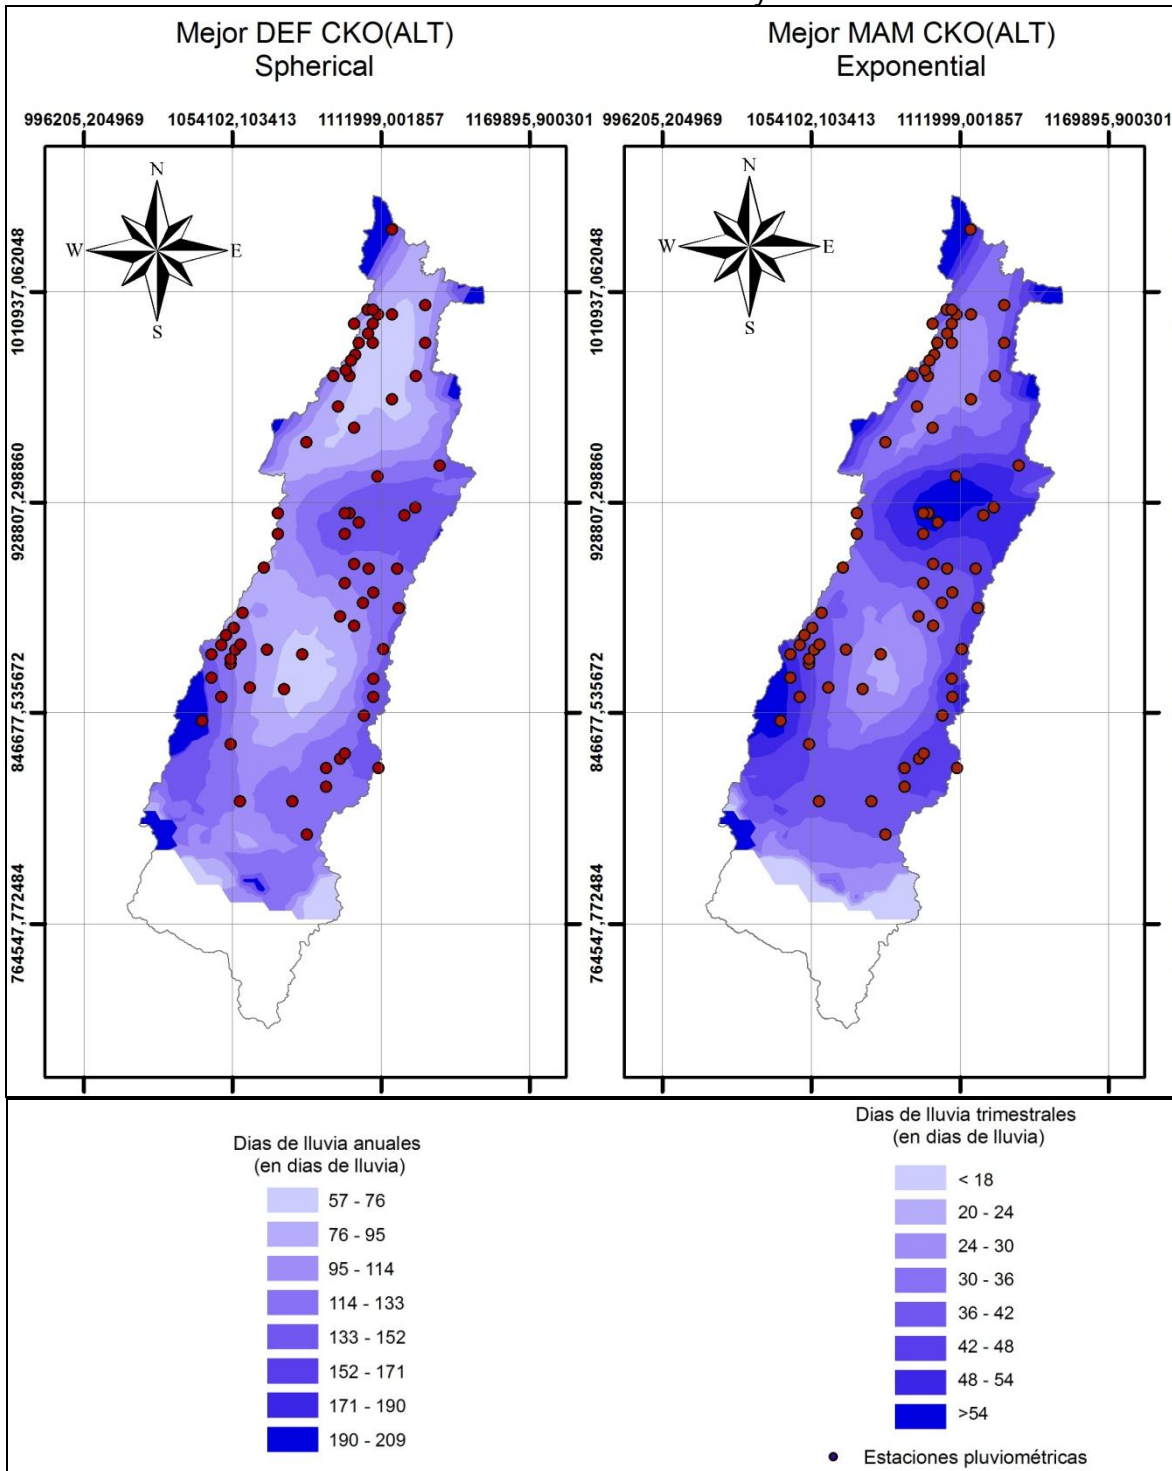 Mejor DEF CKO(ALT)
Spherical
996205,204969 1054102,103413 1111999,001857 1169895,900301
N
W E
S
1010937,062048
928807,298860
846677,535672
764547,772484
Mejor MAM CKO(ALT)
Exponential
996205,204969 1054102,103413 1111999,001857 1169895,900301
N
W E
S
1010937,062048
928807,298860
846677,535672
764547,772484
Dias de lluvia anuales
(en dias de lluvia)
57 - 76
76 - 95
95 - 114
114 - 133
133 - 152
152 - 171
171 - 190
190 - 209
Dias de lluvia trimestrales
(en dias de lluvia)
< 18
20 - 24
24 - 30
30 - 36
36 - 42
42 - 48
48 - 54
>54
Estaciones pluviométricas